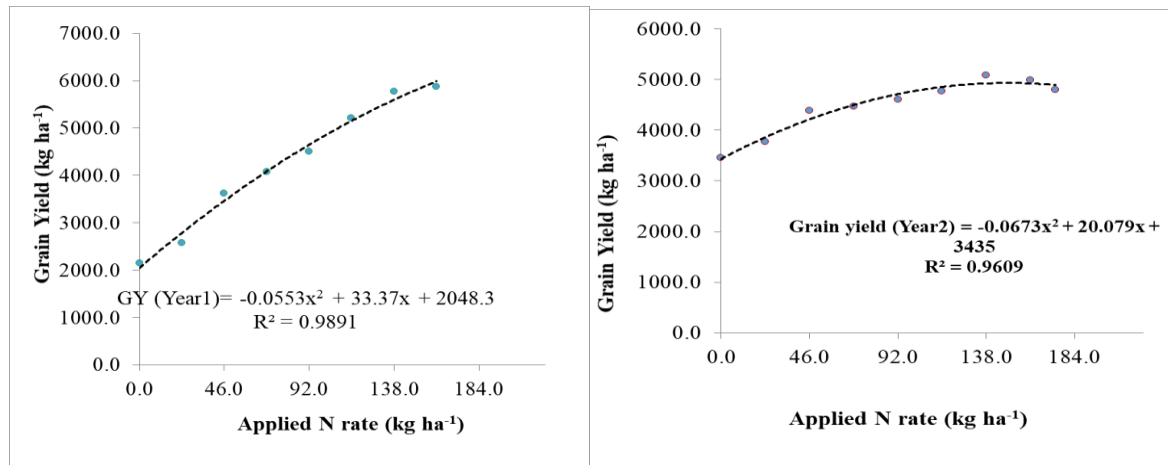 7000.0
6000.0
5000.0
4000.0
3000.0
2000.0
1000.0
0.0
Grain Yield (kg ha⁻¹)
GY (Year1)= -0.0553x² + 33.37x + 2048.3
R² = 0.9891
0.0 46.0 92.0 138.0 184.0
Applied N rate (kg ha⁻¹)
6000.0
5000.0
4000.0
3000.0
2000.0
1000.0
0.0
Grain Yield (kg ha⁻¹)
Grain yield (Year2) = -0.0673x² + 20.079x +
3435
R² = 0.9609
0.0 46.0 92.0 138.0 184.0
Applied N rate (kg ha⁻¹)